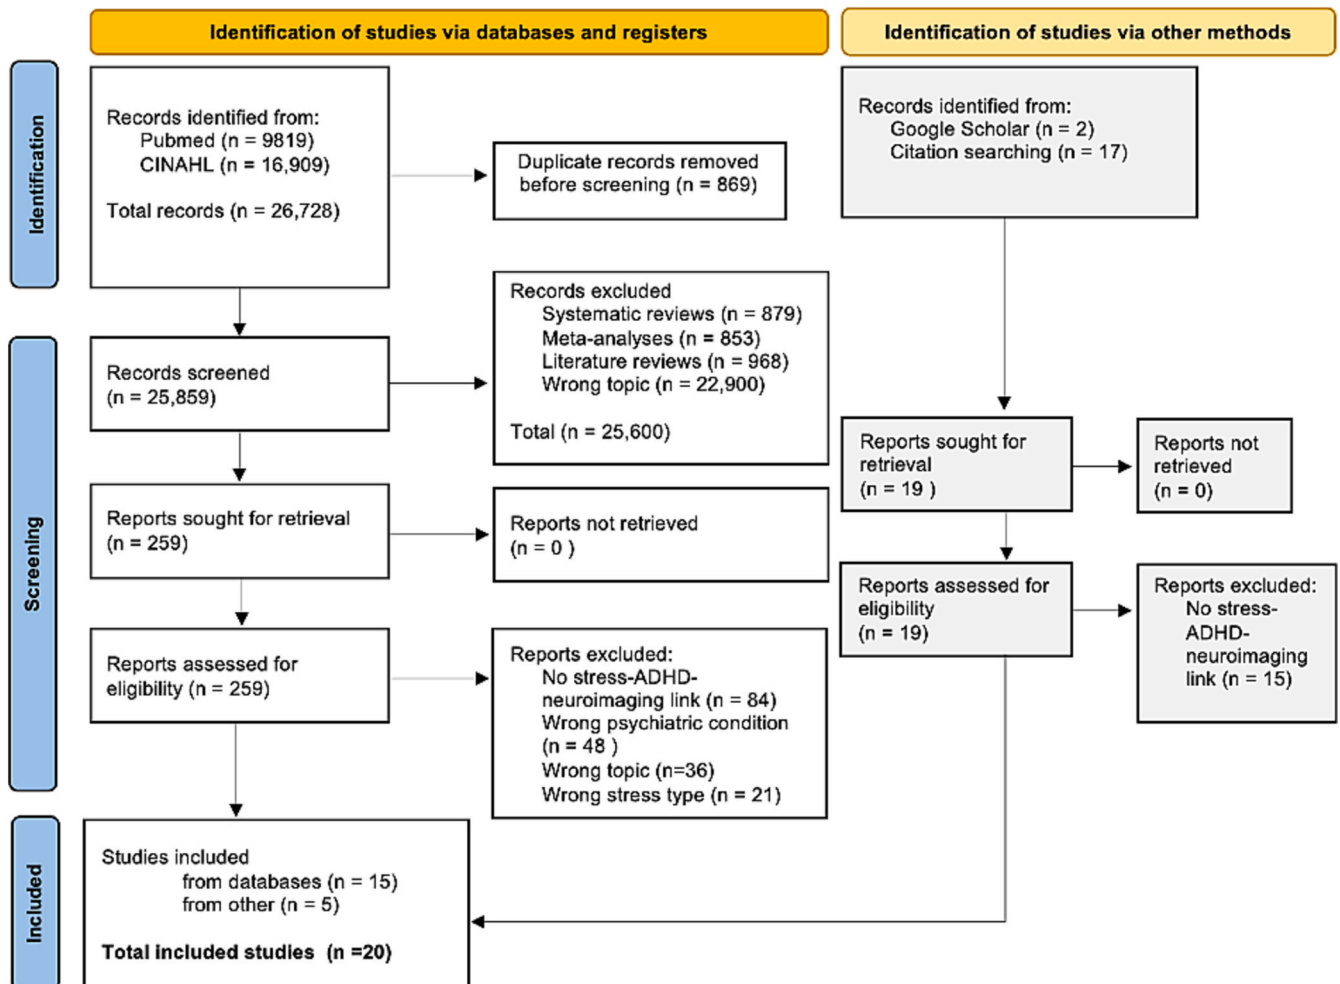 Identification of studies via databases and registers
Identification of studies via other methods
Identification
Records identified from:
Pubmed (n = 9819)
CINAHL (n = 16,909)
Total records (n = 26,728)
Duplicate records removed
before screening (n = 869)
Records identified from:
Google Scholar (n = 2)
Citation searching (n = 17)
Screening
Records screened
(n = 25,859)
Records excluded
Systematic reviews (n = 879)
Meta-analyses (n = 853)
Literature reviews (n = 968)
Wrong topic (n = 22,900)
Total (n = 25,600)
Reports sought for retrieval
(n = 259)
Reports not retrieved
(n = 0 )
Reports sought for
retrieval
(n = 19 )
Reports not
retrieved
(n = 0)
Reports assessed for
eligibility (n = 259)
Reports excluded:
No stress-ADHD-
neuroimaging link (n = 84)
Wrong psychiatric condition
(n = 48 )
Wrong topic (n=36)
Wrong stress type (n = 21)
Reports assessed for
eligibility
(n = 19)
Reports excluded:
No stress-
ADHD-
neuroimaging
link (n = 15)
Included
Studies included
from databases (n = 15)
from other (n = 5)
Total included studies (n =20)